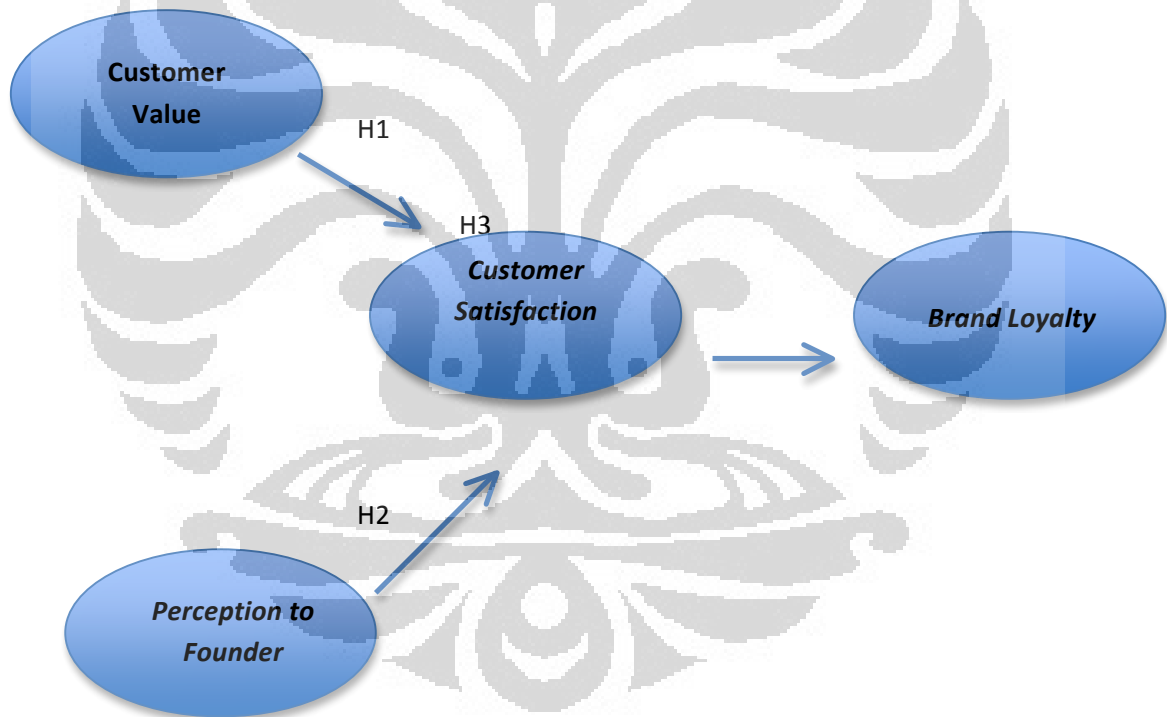 Customer
Value
H1
H3
Customer
Satisfaction
Brand Loyalty
H2
Perception to
Founder